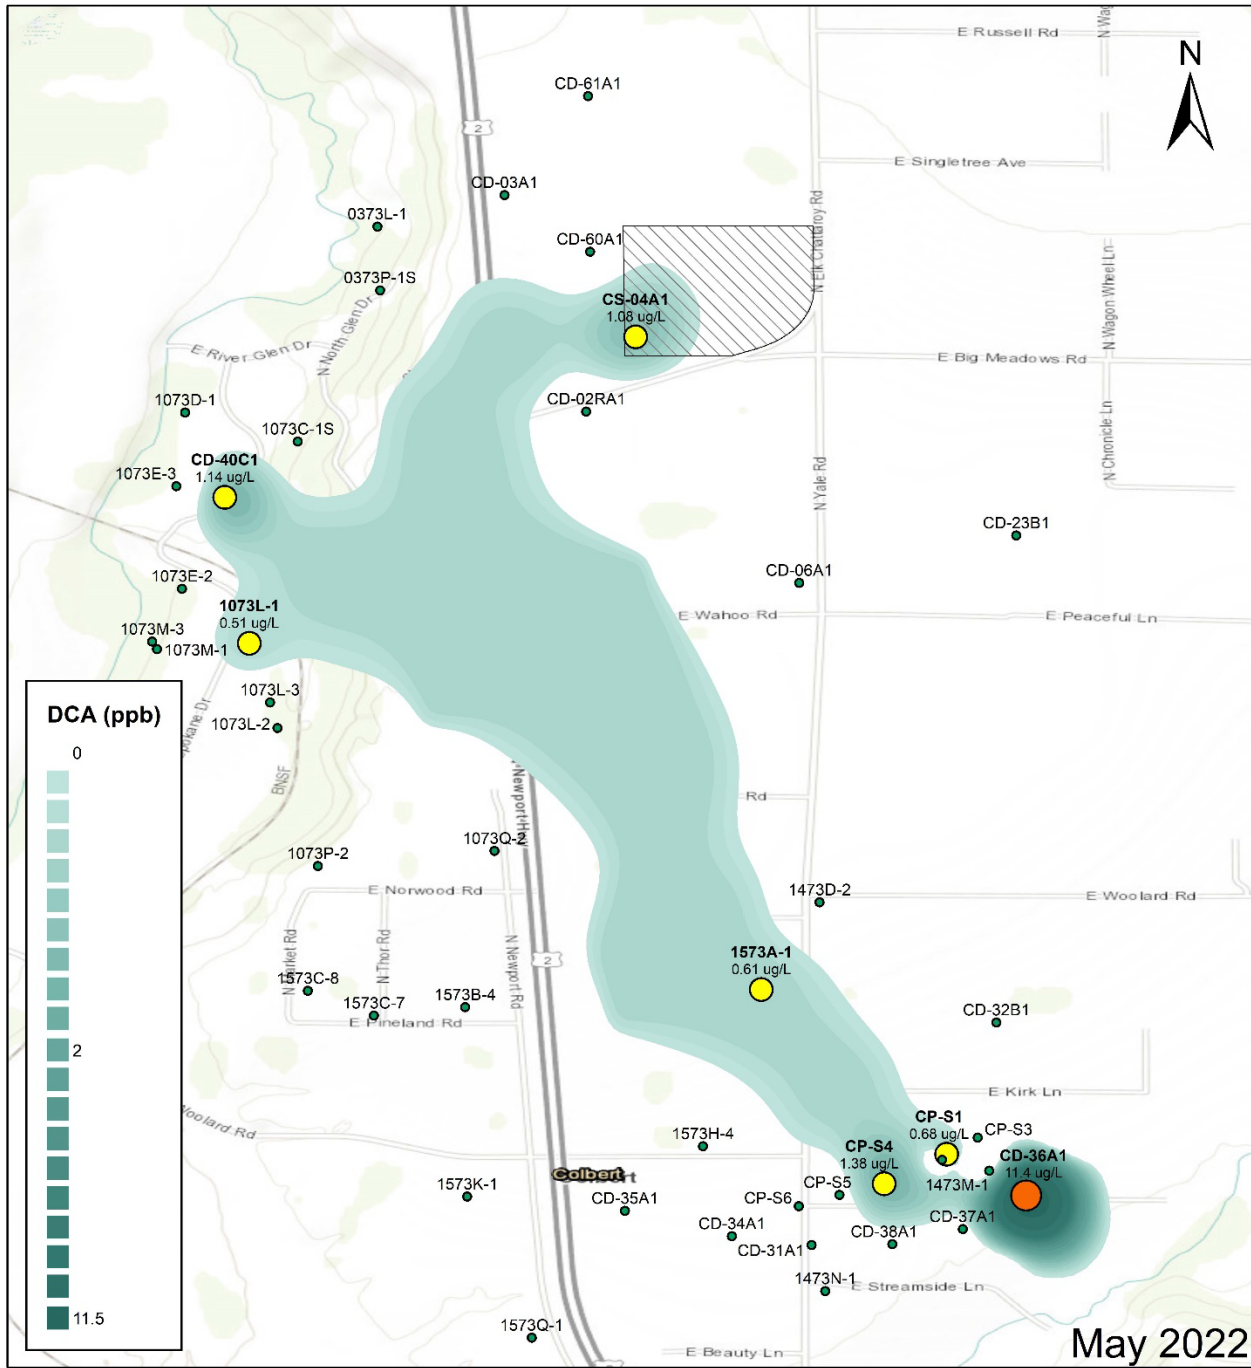 E Russell Rd
N Wag
N
CD-61A1
2
E Singletree Ave
CD-03A1
0373L-1
N Elk Chattaroy Rd
CD-60A1
0373P-1S
N North Glen Dr
CS-04A1
1.08 ug/L
N Wagon Wheel Ln
E River Glen Dr
E Big Meadows Rd
1073D-1
CD-02RA1
1073C-1S
N Chronicle Ln
CD-40C1
1.14 ug/L
1073E-3
N Yale Rd
CD-23B1
1073E-2
CD-06A1
1073L-1
0.51 ug/L
E Wahoo Rd
E Peaceful Ln
1073M-3
1073M-1
1073L-3
1073L-2
pokane Dr
BNSF
DCA (ppb)
0
2
11.5
Newport Hwy
Rd
1073Q-2
1073P-2
E Norwood Rd
1473D-2
E Woolard Rd
N Market Rd
N Thor Rd
N Newport Rd
2
1573A-1
0.61 ug/L
1573C-8
1573C-7
1573B-4
E Pineland Rd
CD-32B1
E Kirk Ln
oolard Rd
CP-S1
0.68 ug/L
CP-S3
1573H-4
CP-S4
1.38 ug/L
CD-36A1
11.4 ug/L
Colbert
1473M-1
1573K-1
CD-35A1
CP-S5
CP-S6
CD-37A1
CD-34A1
CD-31A1
CD-38A1
1473N-1
E Streamside Ln
1573Q-1
E Beauty Ln
May 2022